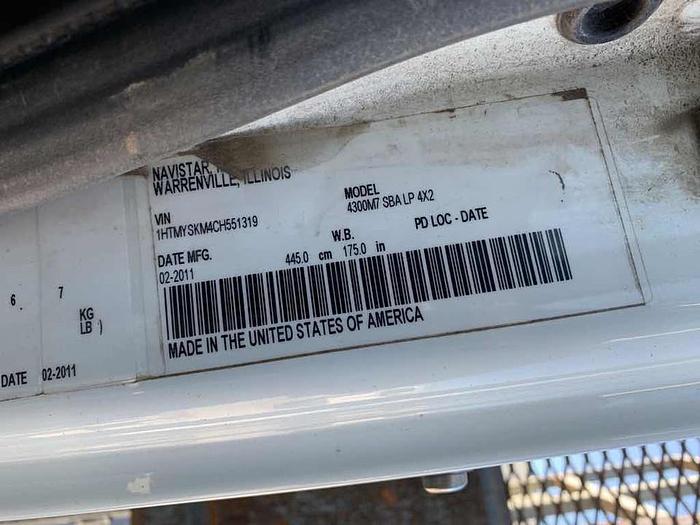 NAVISTAR,
WARRENVILLE, ILLINOIS
VIN
1HTMYSKM4CH551319
MODEL
4300M7 SBA LP 4X2
DATE MFG.
02-2011
W.B.
445.0 cm 175.0 in
PD LOC - DATE
MADE IN THE UNITED STATES OF AMERICA
6. 7
KG
LB )
DATE 02-2011